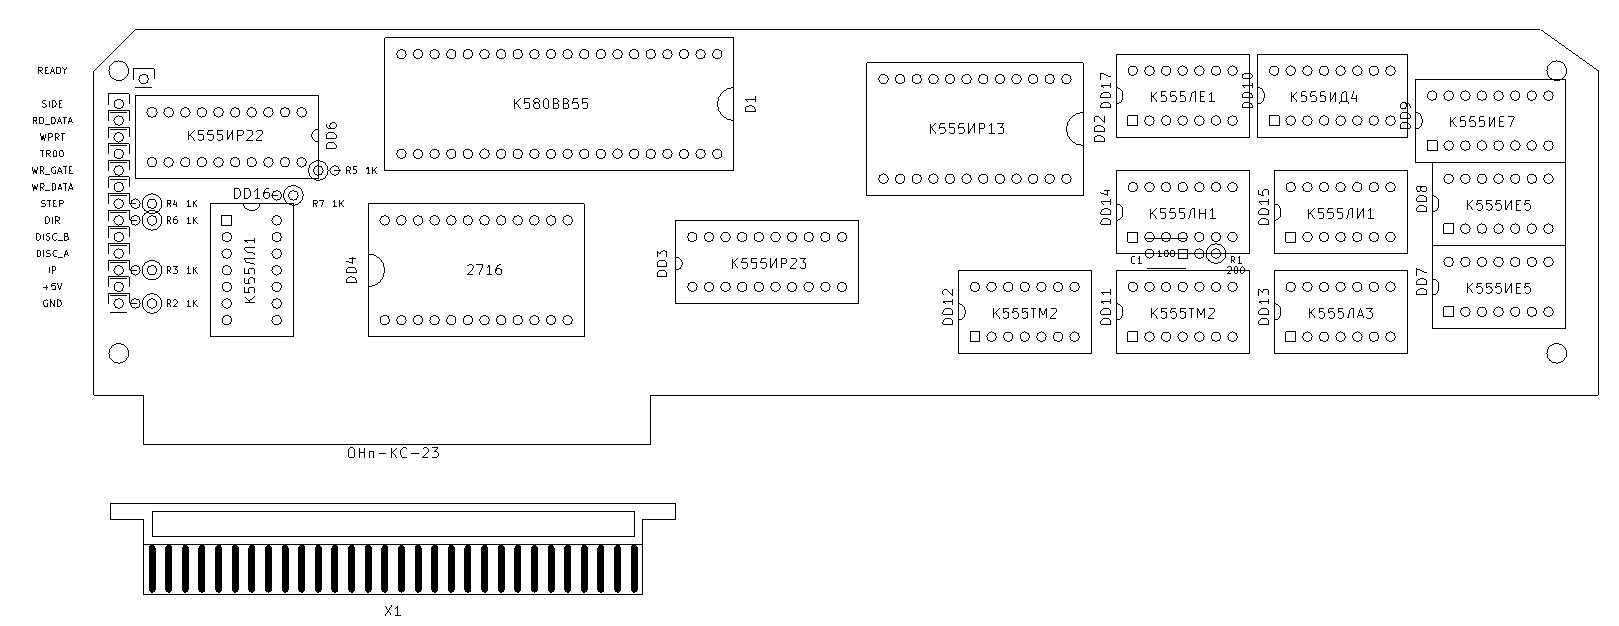 READY
SIDE
RD_DATA
WPRT
TR00
WR_GATE
WR_DATA
STEP
DIR
DISC_B
DISC_A
IP
+5V
GND
К555ИР22
DD6
R5 1K
DD16
R7 1K
R4 1K
R6 1K
R3 1K
R2 1K
К555ЛЛ1
К580ВВ55
D1
DD4
2716
DD3
К555ИР23
К555ИР13
DD2
DD17
К555ЛЕ1
DD10
К555ИД4
DD9
К555ИЕ7
DD14
К555ЛН1
DD15
К555ЛИ1
DD8
К555ИЕ5
C1
100
R1
200
DD7
К555ИЕ5
DD12
К555ТМ2
DD11
К555ТМ2
DD13
К555ЛА3
ОНп-КС-23
X1